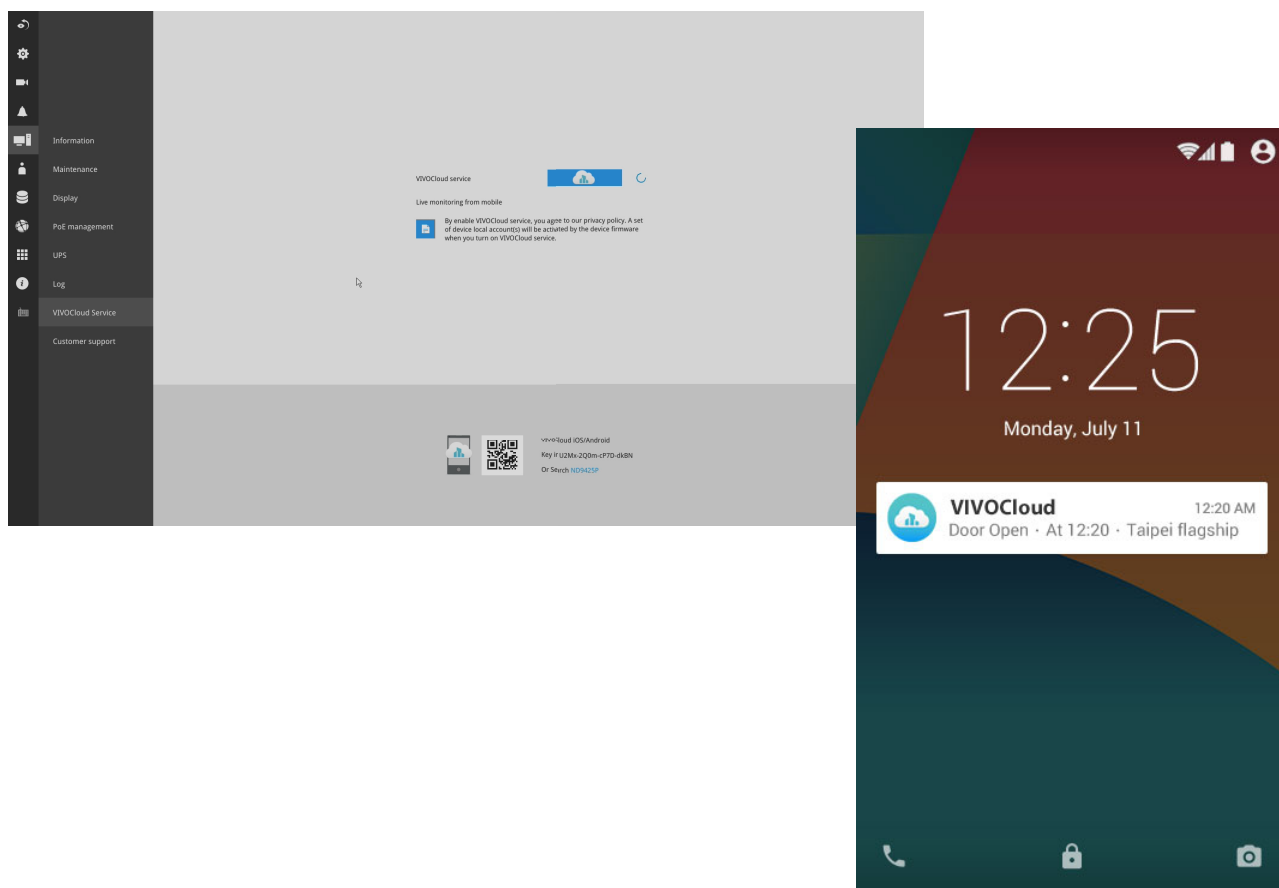 Information
Maintenance
Display
PoE management
UPS
Log
VIVOCloud Service
Customer support
VIVOCloud service
Live monitoring from mobile
By enable VIVOCloud service, you agree to our privacy policy. A set
of device local account(s) will be activated by the device firmware
when you turn on VIVOCloud service.
iOS/Android
Key in U2Mx-2Q0m-cP7D-dkBN
Or Search ND9425P
12:25
Monday, July 11
VIVOCloud 12:20 AM
Door Open · At 12:20 · Taipei flagship